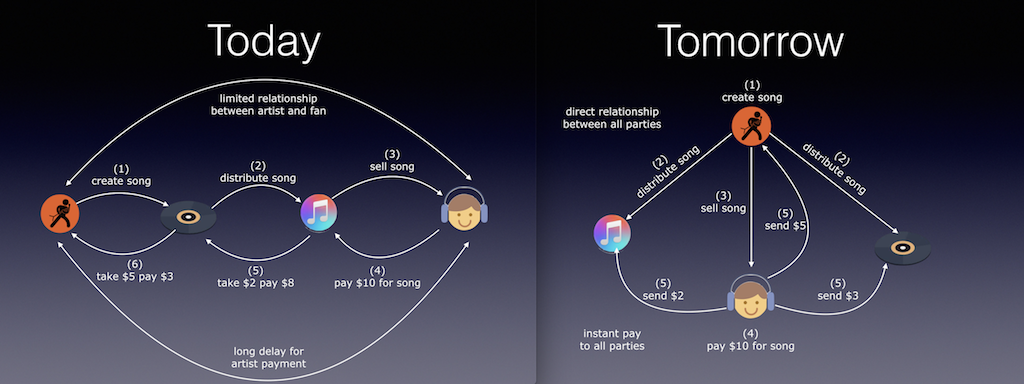 Today
limited relationship
between artist and fan
(1)
create song
(2)
distribute song
(3)
sell song
(6)
take $5 pay $3
(5)
take $2 pay $8
(4)
pay $10 for song
long delay for
artist payment
Tomorrow
(1)
create song
direct relationship
between all parties
(2)
distribute song
(2)
distribute song
(3)
sell song
(5)
send $5
(5)
send $2
(5)
send $3
instant pay
to all parties
(4)
pay $10 for song